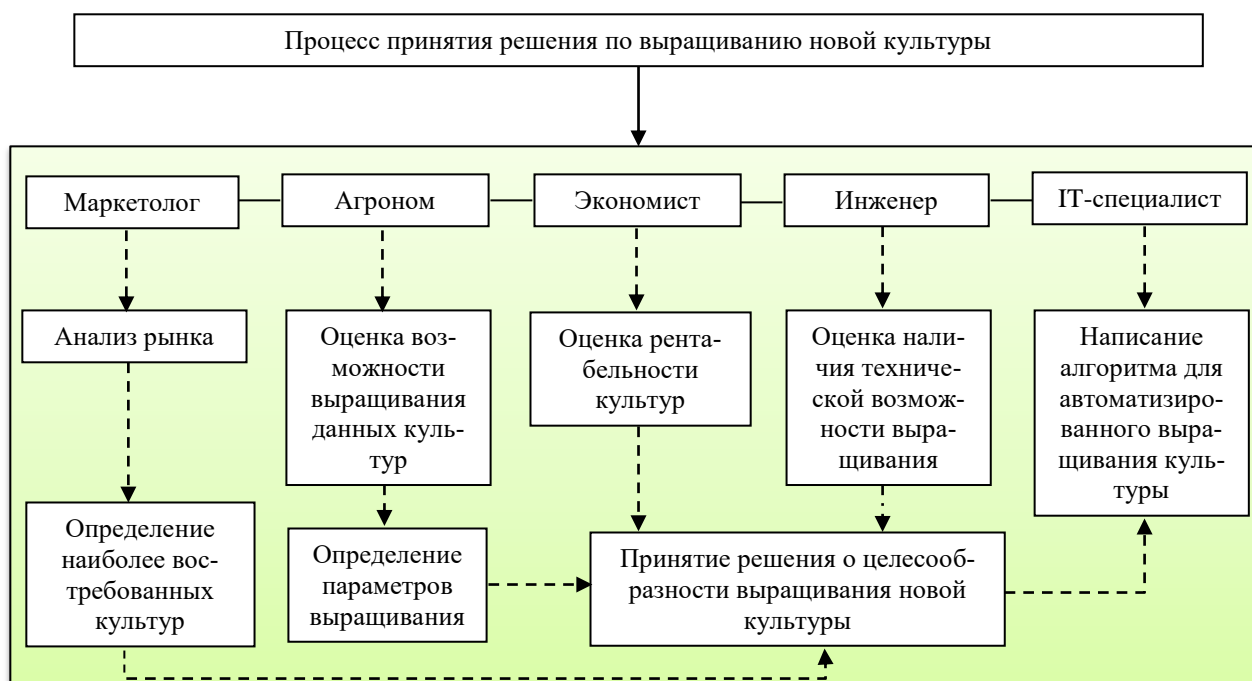 Процесс принятия решения по выращиванию новой культуры
Маркетолог
Агроном
Экономист
Инженер
IT-специалист
Анализ рынка
Оценка воз-
можности
выращивания
данных куль-
тур
Оценка рента-
бельности
культур
Оценка нали-
чия техниче-
ской возмож-
ности выра-
щивания
Написание
алгоритма для
автоматизиро-
ванного выра-
щивания куль-
туры
Определение
наиболее вос-
требованных
культур
Определение
параметров
выращивания
Принятие решения о целесооб-
разности выращивания новой
культуры